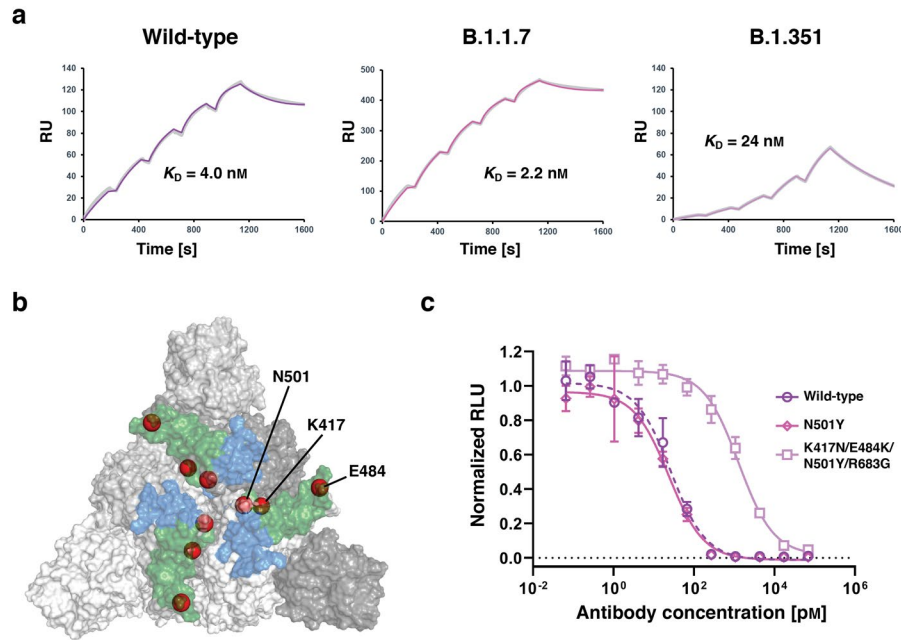 a
Wild-type
B.1.1.7
B.1.351
140
120
100
80
60
40
20
0
RU
KD = 4.0 nM
0 400 800 1200 1600
Time [s]
500
400
300
200
100
0
RU
KD = 2.2 nM
0 400 800 1200 1600
Time [s]
140
120
100
80
60
40
20
0
RU
KD = 24 nM
0 400 800 1200 1600
Time [s]
b
N501
K417
E484
c
1.2
1.0
0.8
0.6
0.4
0.2
0.0
Normalized RLU
10-2 100 102 104 106
Antibody concentration [pM]
Wild-type
N501Y
K417N/E484K/
N501Y/R683G